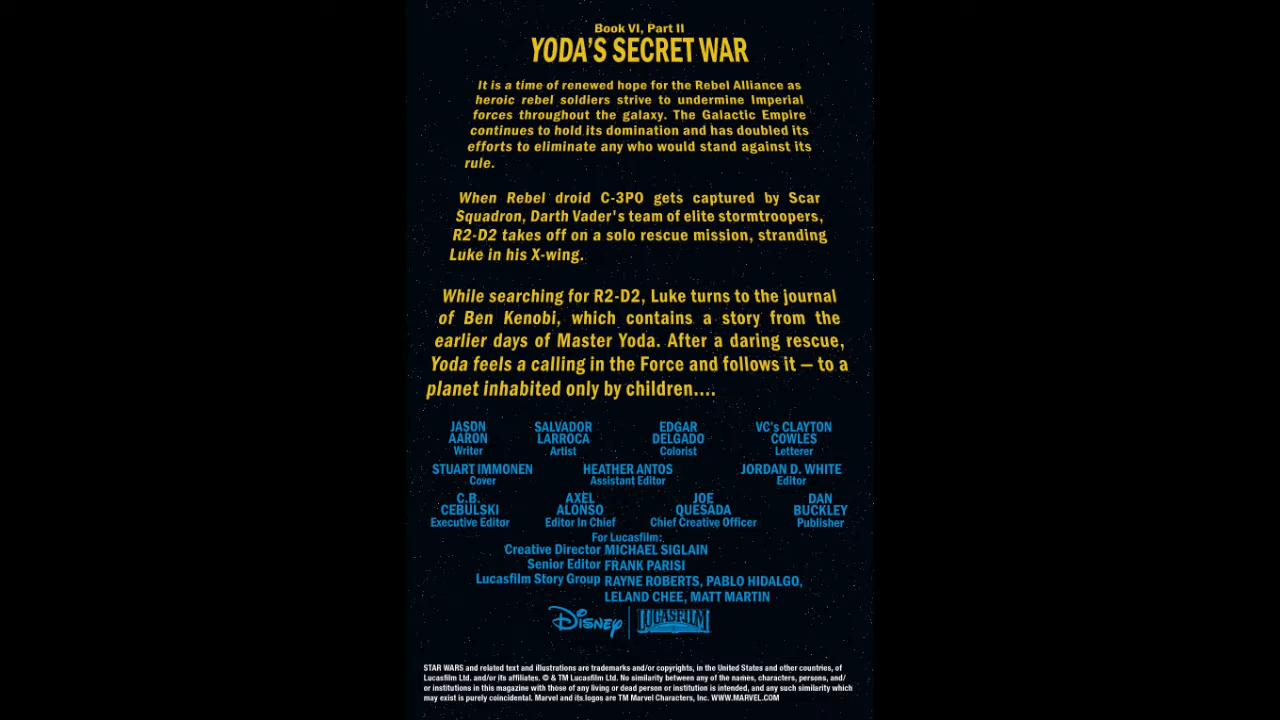 Book VI, Part II
YODA'S SECRET WAR
It is a time of renewed hope for the Rebel Alliance as
heroic rebel soldiers strive to undermine Imperial
forces throughout the galaxy. The Galactic Empire
continues to hold its domination and has doubled its
efforts to eliminate any who would stand against its
rule.
When Rebel droid C-3PO gets captured by Scar
Squadron, Darth Vader's team of elite stormtroopers,
R2-D2 takes off on a solo rescue mission, stranding
Luke in his X-wing.
While searching for R2-D2, Luke turns to the journal
of Ben Kenobi, which contains a story from the
earlier days of Master Yoda. After a daring rescue,
Yoda feels a calling in the Force and follows it — to a
planet inhabited only by children....
JASON SALVADOR EDGAR VC's CLAYTON
AARON LARROCA DELGADO COWLES
Writer Artist Colorist Letterer
STUART IMMONEN HEATHER ANTOS JORDAN D. WHITE
Cover Assistant Editor Editor
C.B. AXEL JOE DAN
CEBULSKI ALONSO QUESADA BUCKLEY
Executive Editor Editor In Chief Chief Creative Officer Publisher
For Lucasfilm:
Creative Director MICHAEL SIGLAIN
Senior Editor FRANK PARISI
Lucasfilm Story Group RAYNE ROBERTS, PABLO HIDALGO,
LELAND CHEE, MATT MARTIN
DISNEY LUCASFILM
STAR WARS and related text and illustrations are trademarks and/or copyrights, in the United States and other countries, of
Lucasfilm Ltd. and/or its affiliates. © & TM Lucasfilm Ltd. No similarity between any of the names, characters, persons, and/
or institutions in this magazine with those of any living or dead person or institution is intended, and any such similarity which
may exist is purely coincidental. Marvel and its logos are TM Marvel Characters, Inc. WWW.MARVEL.COM